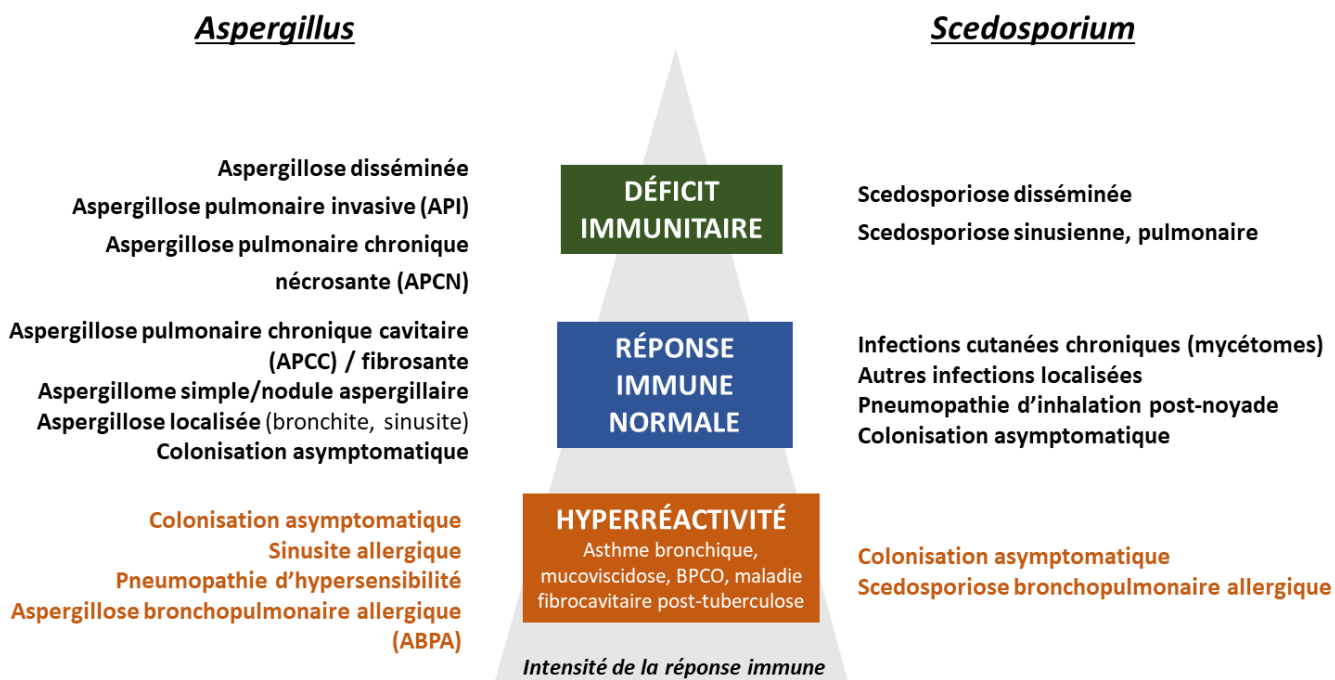 Aspergillus
Scedosporium
Aspergillose disséminée
Aspergillose pulmonaire invasive (API)
Aspergillose pulmonaire chronique
nécrosante (APCN)
DÉFICIT
IMMUNITAIRE
Scedosporiose disséminée
Scedosporiose sinusienne, pulmonaire
Aspergillose pulmonaire chronique cavitaire
(APCC) / fibrosante
Aspergillome simple/nodule aspergillaire
Aspergillose localisée (bronchite, sinusite)
Colonisation asymptomatique
RÉPONSE
IMMUNE
NORMALE
Infections cutanées chroniques (mycétomes)
Autres infections localisées
Pneumopathie d’inhalation post-noyade
Colonisation asymptomatique
Colonisation asymptomatique
Sinusite allergique
Pneumopathie d’hypersensibilité
Aspergillose bronchopulmonaire allergique
(ABPA)
HYPERRÉACTIVITÉ
Asthme bronchique,
mucoviscidose, BPCO, maladie
fibrocavitaire post-tuberculose
Colonisation asymptomatique
Scedosporiose bronchopulmonaire allergique
Intensité de la réponse immune